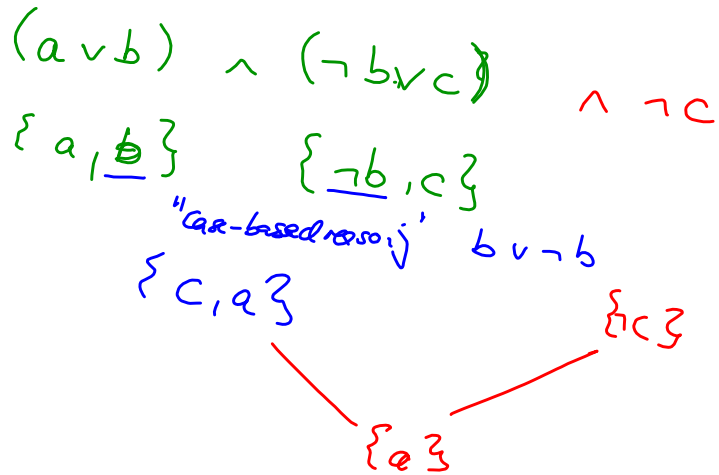 (a ∨ b) ∧ (¬b ∨ c) ∧ ¬c
{a, b} {¬b, c}
"case-based reasoning" b ∨ ¬b
{c, a} {¬c}
{a}